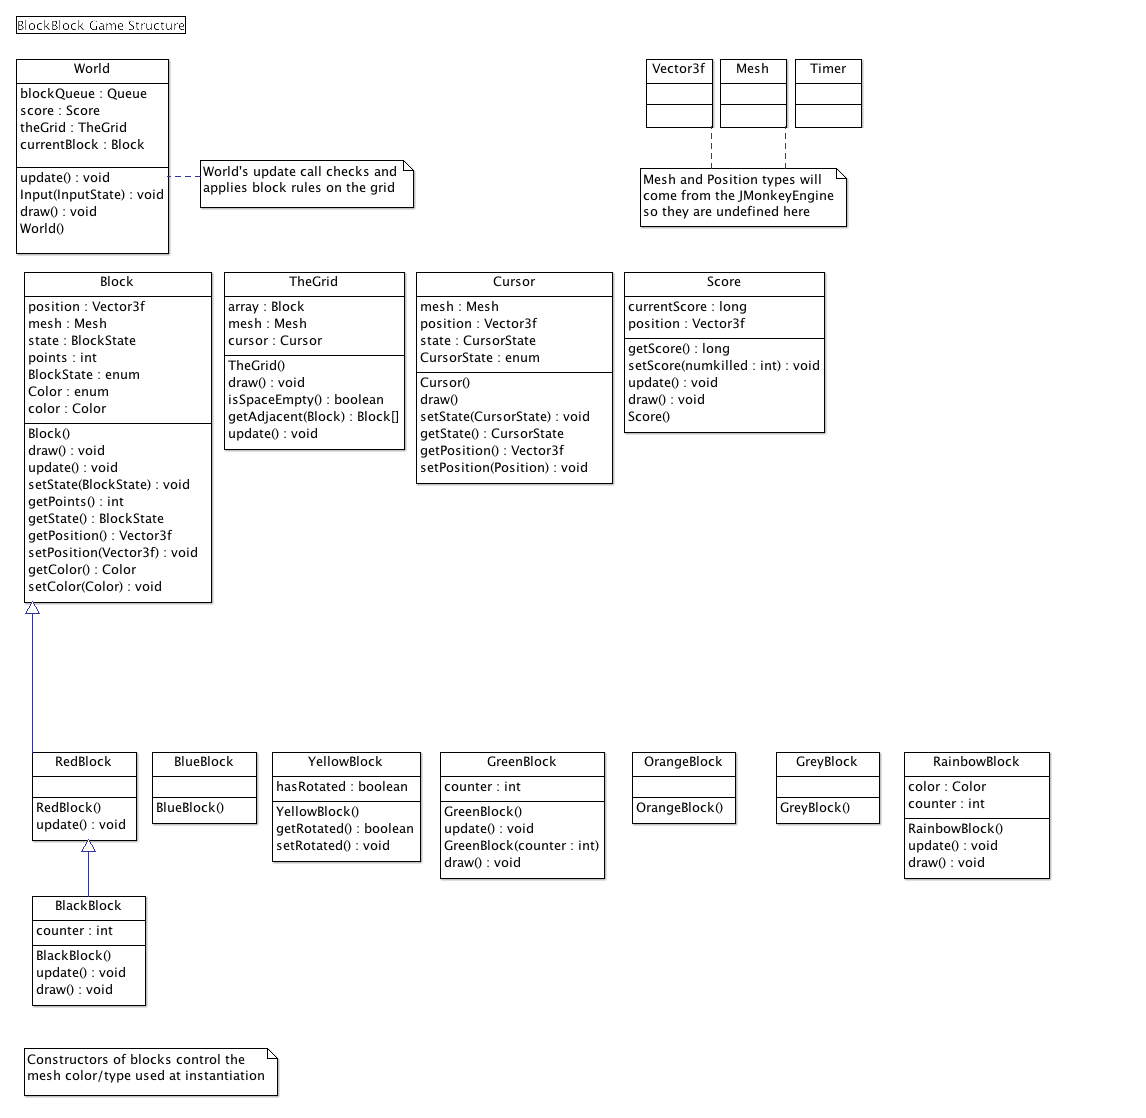 BlockBlock Game Structure
World
blockQueue : Queue
score : Score
theGrid : TheGrid
currentBlock : Block
update() : void
Input(InputState) : void
draw() : void
World()
World's update call checks and
applies block rules on the grid
Vector3f
Mesh
Timer
Mesh and Position types will
come from the JMonkeyEngine
so they are undefined here
Block
position : Vector3f
mesh : Mesh
state : BlockState
points : int
BlockState : enum
Color : enum
color : Color
Block()
draw() : void
update() : void
setState(BlockState) : void
getPoints() : int
getState() : BlockState
getPosition() : Vector3f
setPosition(Vector3f) : void
getColor() : Color
setColor(Color) : void
TheGrid
array : Block
mesh : Mesh
cursor : Cursor
TheGrid()
draw() : void
isSpaceEmpty() : boolean
getAdjacent(Block) : Block[]
update() : void
Cursor
mesh : Mesh
position : Vector3f
state : CursorState
CursorState : enum
Cursor()
draw()
setState(CursorState) : void
getState() : CursorState
getPosition() : Vector3f
setPosition(Position) : void
Score
currentScore : long
position : Vector3f
getScore() : long
setScore(numkilled : int) : void
update() : void
draw() : void
Score()
RedBlock
RedBlock()
update() : void
BlueBlock
BlueBlock()
YellowBlock
hasRotated : boolean
YellowBlock()
getRotated() : boolean
setRotated() : void
GreenBlock
counter : int
GreenBlock()
update() : void
GreenBlock(counter : int)
draw() : void
OrangeBlock
OrangeBlock()
GreyBlock
GreyBlock()
RainbowBlock
color : Color
counter : int
RainbowBlock()
update() : void
draw() : void
BlackBlock
counter : int
BlackBlock()
update() : void
draw() : void
Constructors of blocks control the
mesh color/type used at instantiation